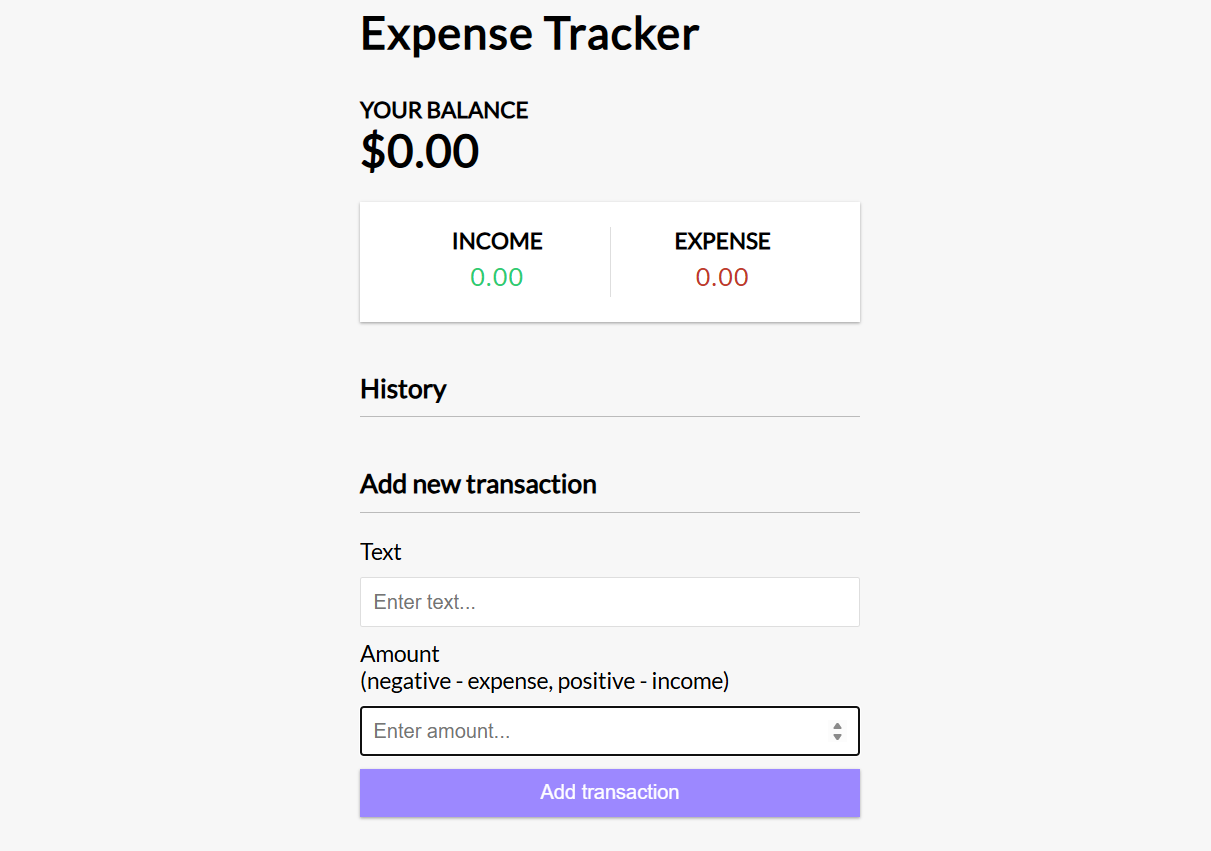 Expense Tracker
YOUR BALANCE
$0.00
INCOME
EXPENSE
0.00
0.00
History
Add new transaction
Text
Enter text...
Amount
(negative - expense, positive - income)
Enter amount...
Add transaction